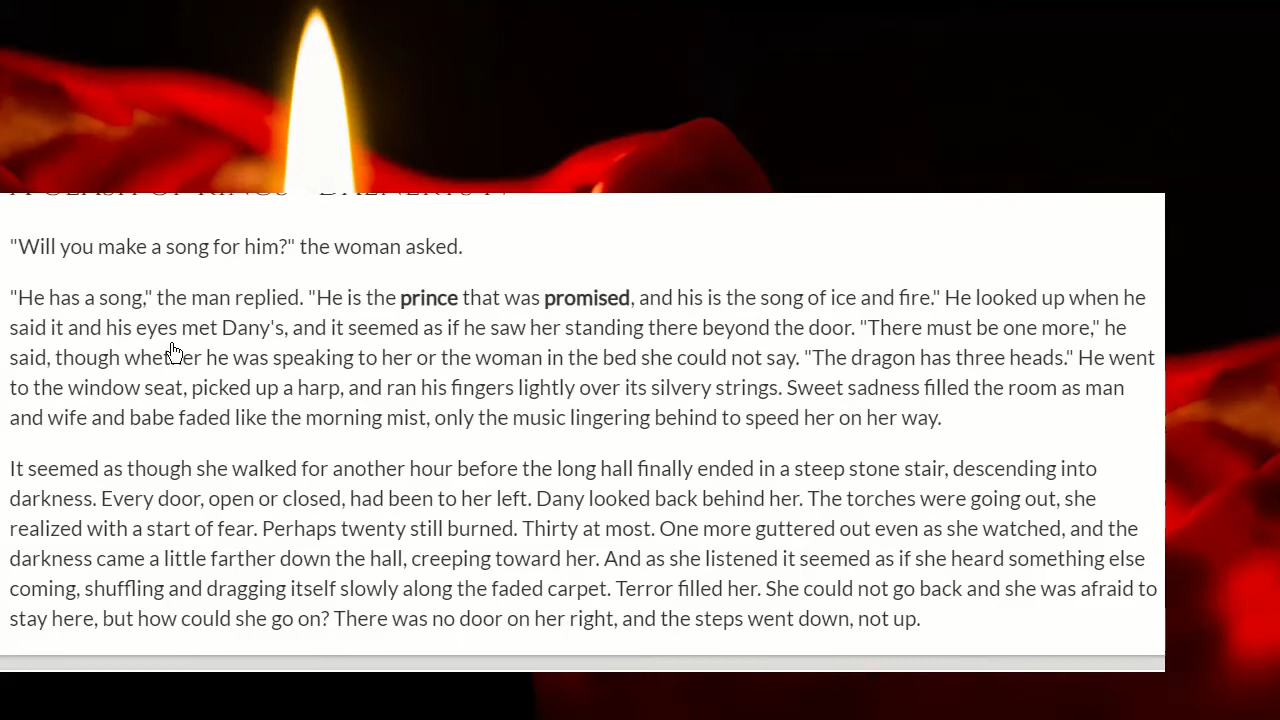 "Will you make a song for him?" the woman asked.
"He has a song," the man replied. "He is the prince that was promised, and his is the song of ice and fire." He looked up when he
said it and his eyes met Dany's, and it seemed as if he saw her standing there beyond the door. "There must be one more," he
said, though whether he was speaking to her or the woman in the bed she could not say. "The dragon has three heads." He went
to the window seat, picked up a harp, and ran his fingers lightly over its silvery strings. Sweet sadness filled the room as man
and wife and babe faded like the morning mist, only the music lingering behind to speed her on her way.
It seemed as though she walked for another hour before the long hall finally ended in a steep stone stair, descending into
darkness. Every door, open or closed, had been to her left. Dany looked back behind her. The torches were going out, she
realized with a start of fear. Perhaps twenty still burned. Thirty at most. One more guttered out even as she watched, and the
darkness came a little farther down the hall, creeping toward her. And as she listened it seemed as if she heard something else
coming, shuffling and dragging itself slowly along the faded carpet. Terror filled her. She could not go back and she was afraid to
stay here, but how could she go on? There was no door on her right, and the steps went down, not up.